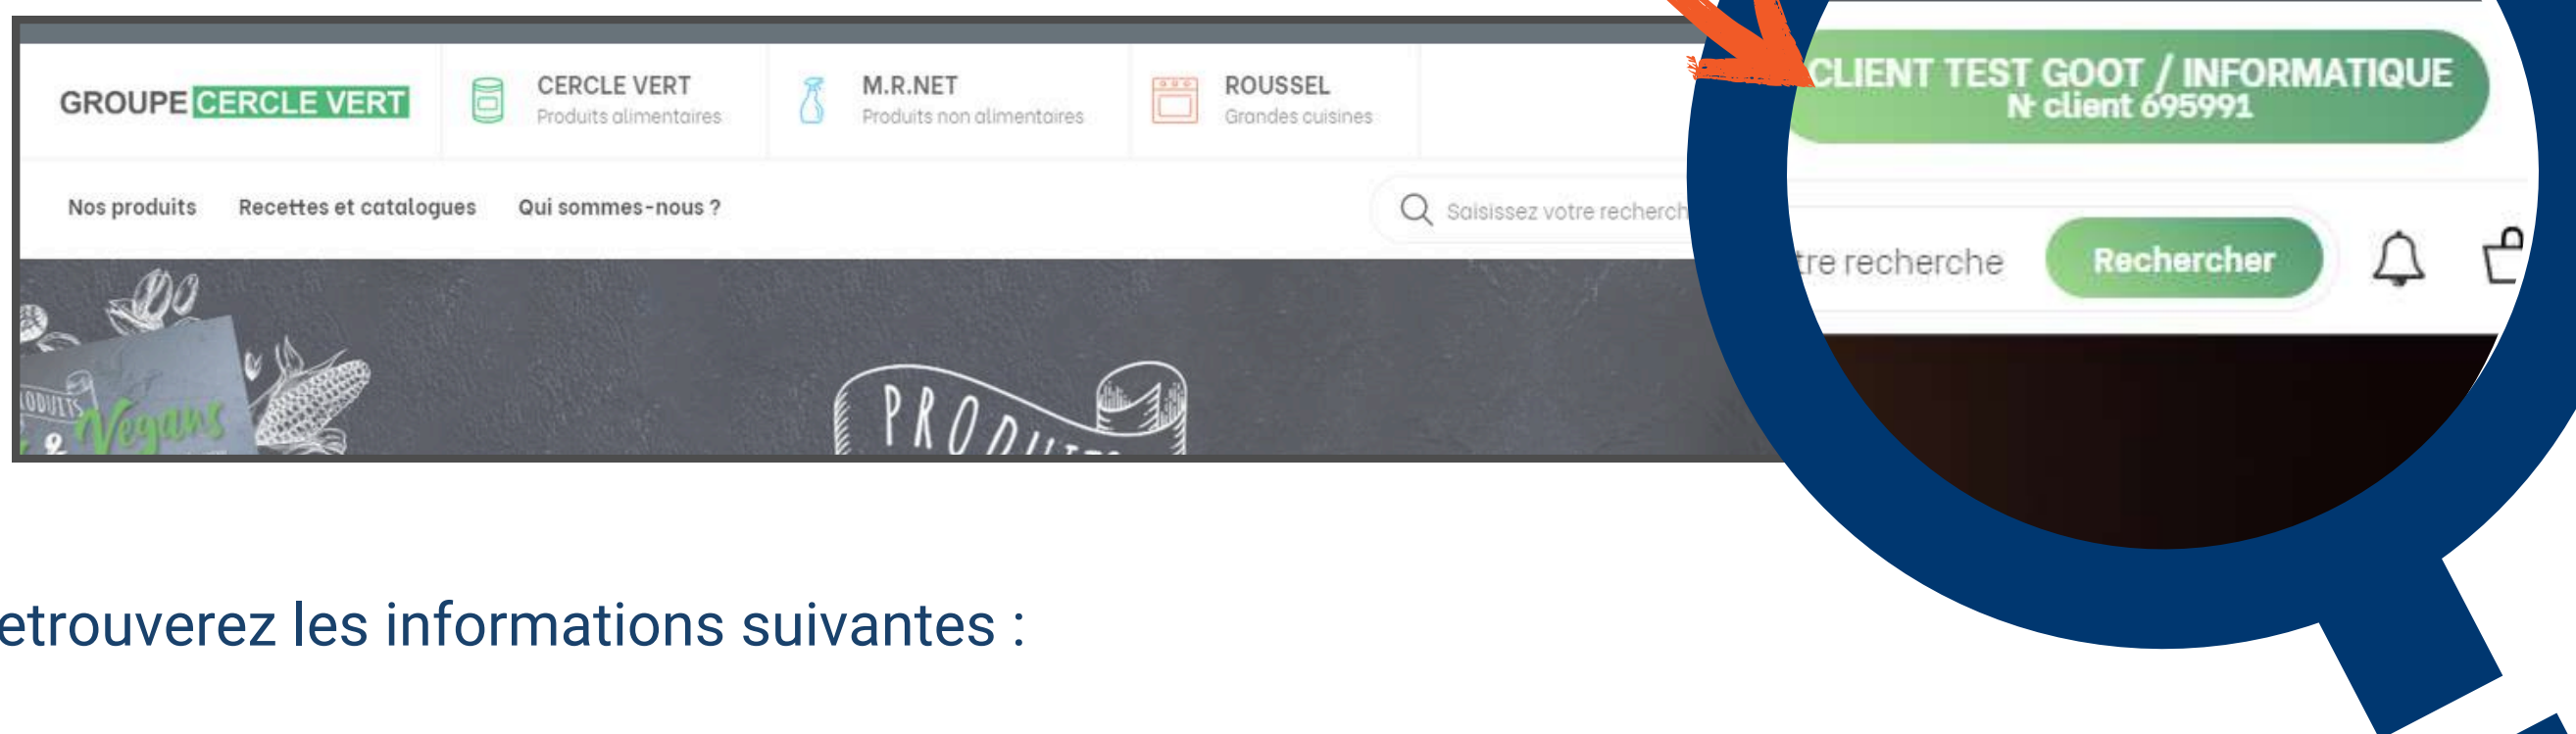 GROUPE CERCLE VERT
CERCLE VERT
Produits alimentaires
M.R.NET
Produits non alimentaires
ROUSSEL
Grandes cuisines
CLIENT TEST GOOT / INFORMATIQUE
N° client 695991
Nos produits Recettes et catalogues Qui sommes-nous ?
Saisissez votre recherch
tre recherche Rechercher
ODUITS
& Vegans
PRODUITS
etrouverez les informations suivantes :